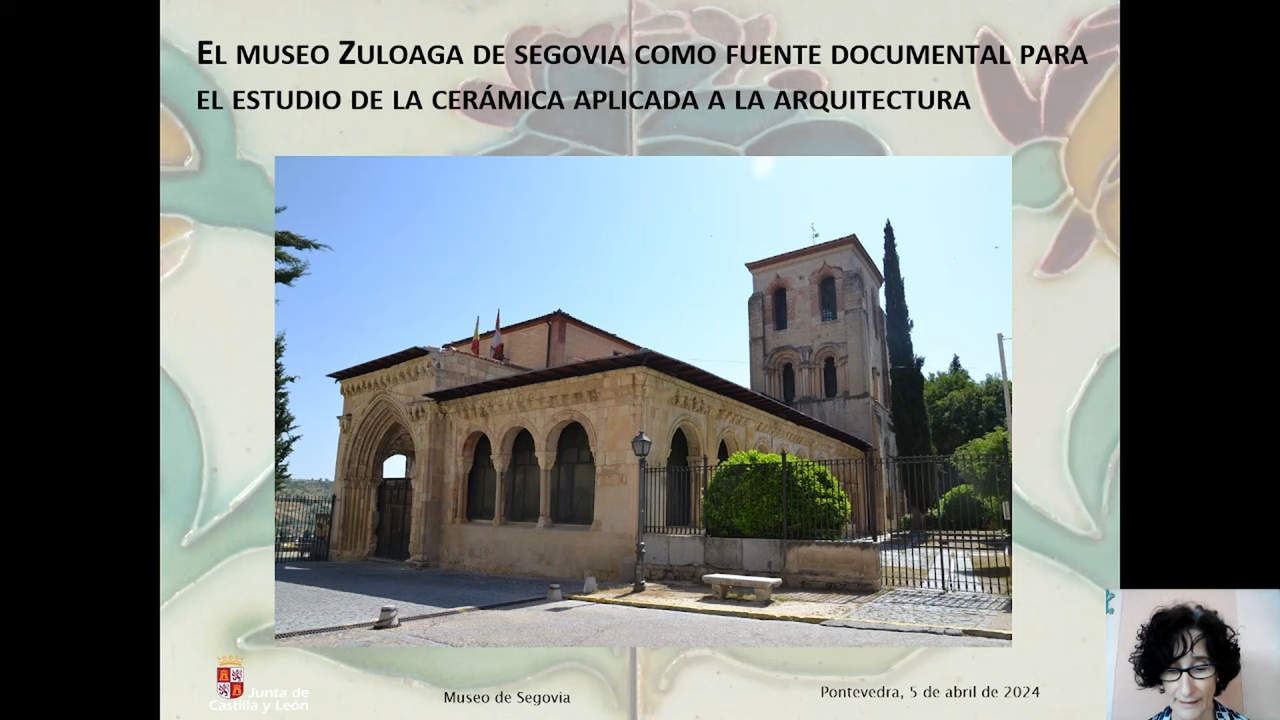 El museo Zuloaga de segovia como fuente documental para
el estudio de la cerámica aplicada a la arquitectura
Junta de
Castilla y León
Museo de Segovia
Pontevedra, 5 de abril de 2024